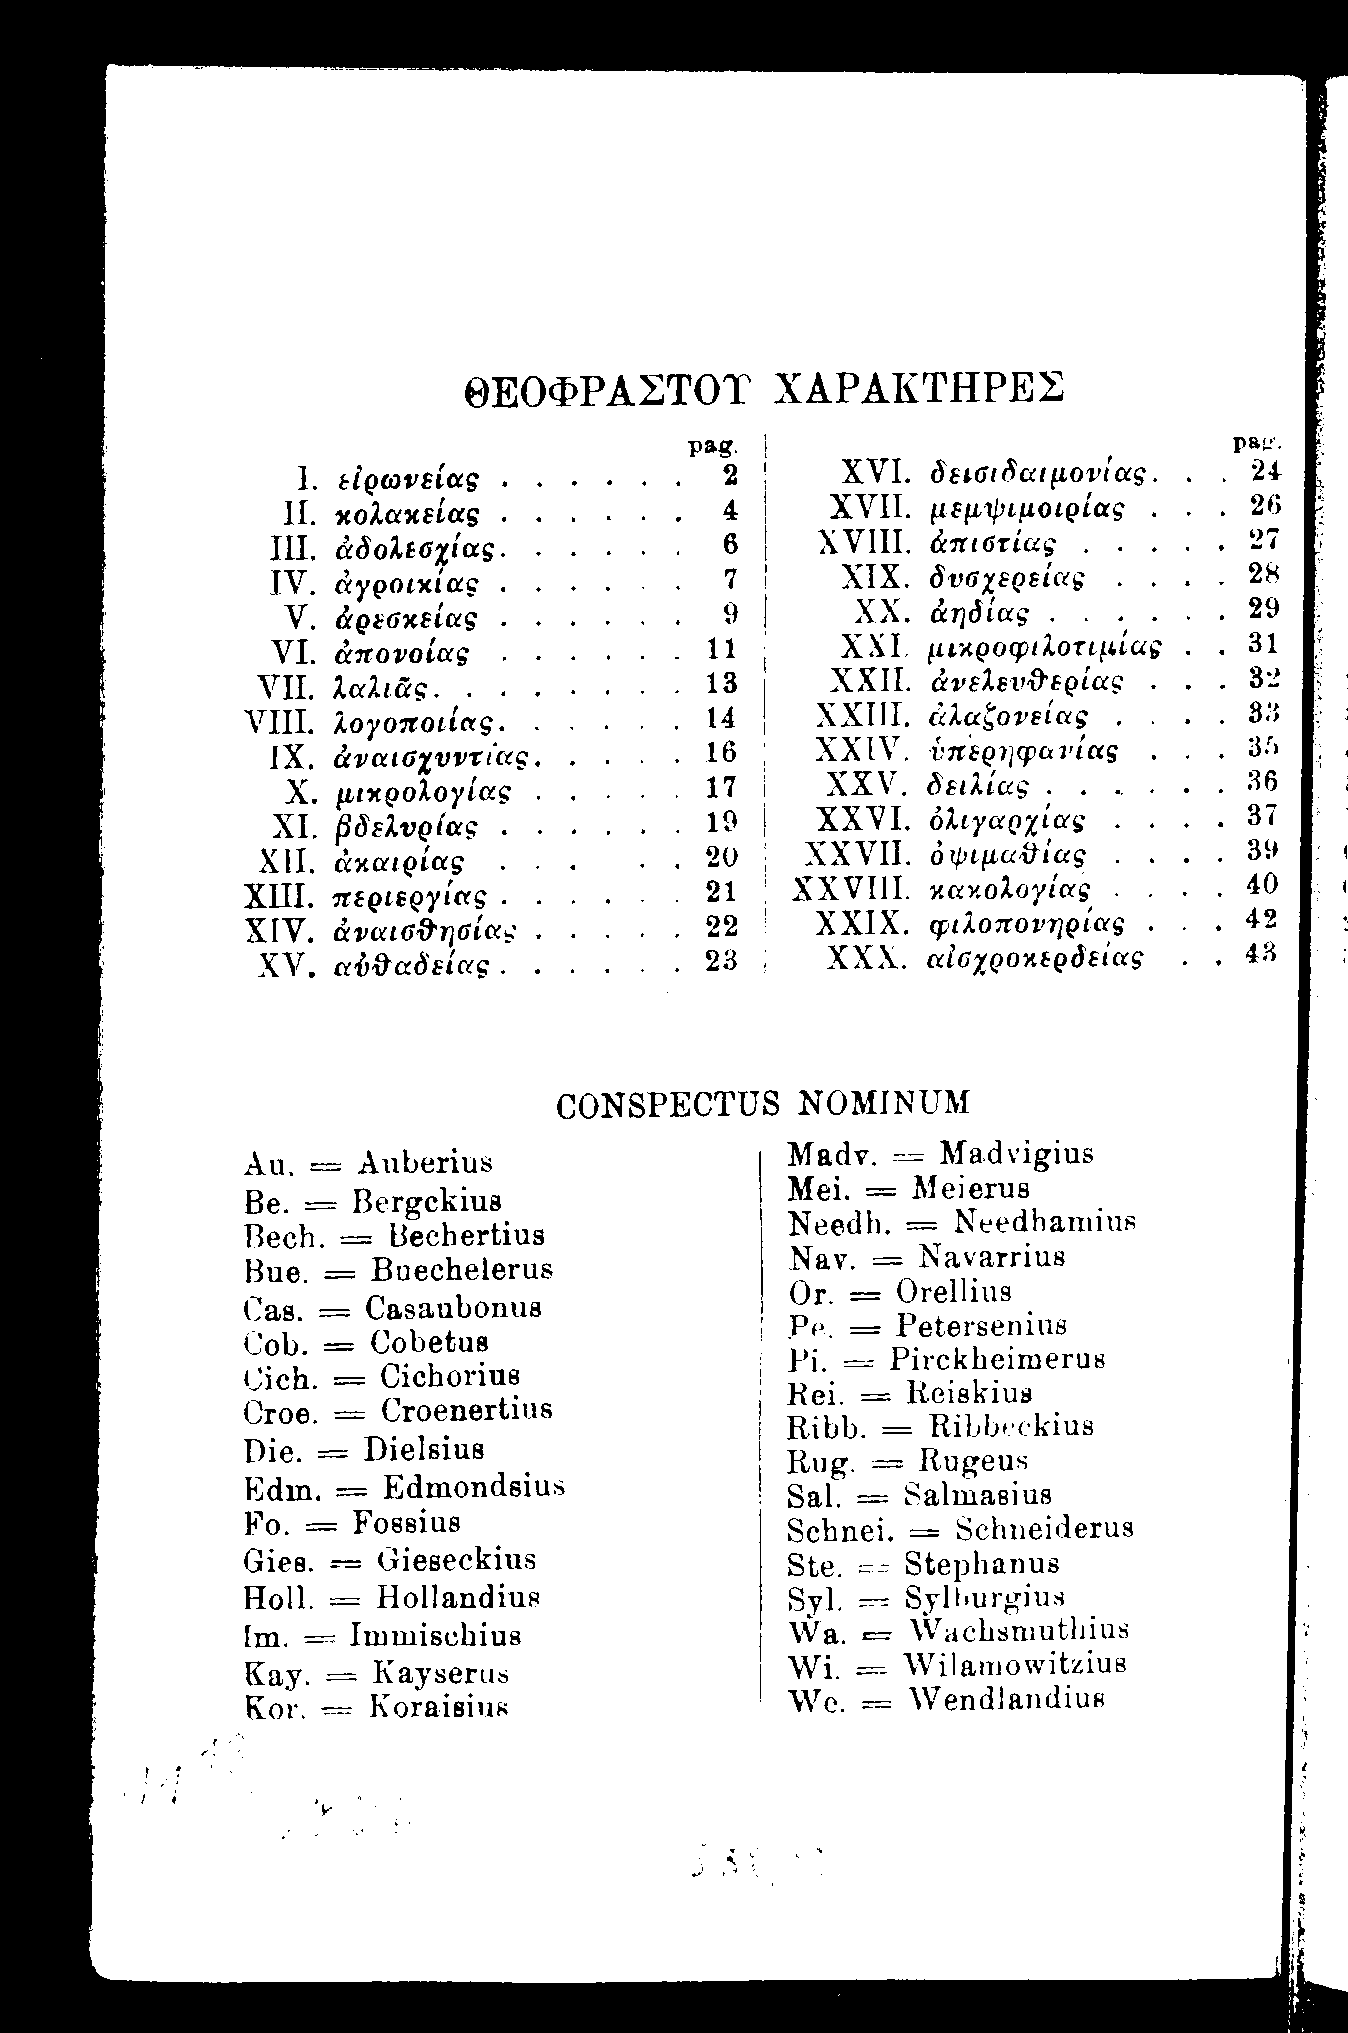 ΘΕΟΦΡΑΣΤΟΥ ΧΑΡΑΚΤΗΡΕΣ
pag.
I. εἰρωνείας . . . . . . 2
II. κολακείας . . . . . . 4
III. ἀδολεσχίας. . . . . . 6
IV. ἀγροικίας . . . . . . 7
V. ἀρεσκείας . . . . . . 9
VI. ἀπονοίας . . . . . . 11
VII. λαλιᾶς. . . . . . . . 13
VIII. λογοποιίας. . . . . . 14
IX. ἀναισχυντίας. . . . . 16
X. μικρολογίας . . . . . 17
XI. βδελυρίας . . . . . . 19
XII. ἀκαιρίας . . . . . 20
XIII. περιεργίας . . . . . . 21
XIV. ἀναισθησίας . . . . . 22
XV. αὐθαδείας . . . . . . 23
pag.
XVI. δεισιδαιμονίας. . . 24
XVII. μεμψιμοιρίας . . . 26
XVIII. ἀπιστίας . . . . . 27
XIX. δυσχερείας . . . . 28
XX. ἀηδίας . . . . . . 29
XXI. μικροφιλοτιμίας . . 31
XXII. ἀνελευθερίας . . . 32
XXIII. ἀλαζονείας . . . . 33
XXIV. ὑπερηφανίας . . . 35
XXV. δειλίας . . . . . . 36
XXVI. ὀλιγαρχίας . . . . 37
XXVII. ὀψιμαθίας . . . . 39
XXVIII. κακολογίας . . . . 40
XXIX. φιλοπονηρίας . . . 42
XXX. αἰσχροκερδείας . . 43
CONSPECTUS NOMINUM
Au. = Auberius
Be. = Bergckius
Bech. = Bechertius
Bue. = Buechelerus
Cas. = Casaubonus
Cob. = Cobetus
Cich. = Cichorius
Croe. = Croenertius
Die. = Dielsius
Edm. = Edmondsius
Fo. = Fossius
Gies. = Gieseckius
Holl. = Hollandius
Im. = Immischius
Kay. = Kayserus
Kor. = Koraisius
Madv. = Madvigius
Mei. = Meierus
Needh. = Needhamius
Nav. = Navarrius
Or. = Orellius
Pe. = Petersenius
Pi. = Pirckheimerus
Rei. = Reiskius
Ribb. = Ribbeckius
Rug. = Rugeus
Sal. = Salmasius
Schnei. = Schneiderus
Ste. = Stephanus
Syl. = Sylburgius
Wa. = Wachsmuthius
Wi. = Wilamowitzius
We. = Wendlandius